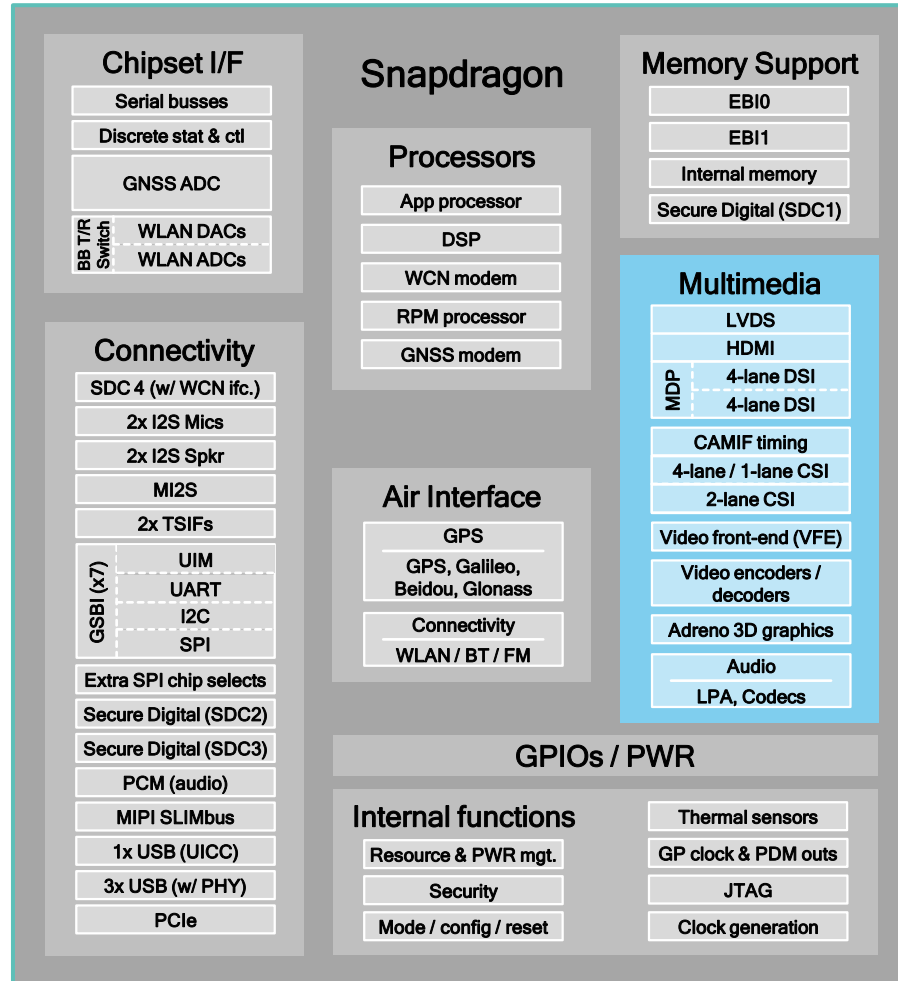 Snapdragon
Chipset I/F
Serial busses
Discrete stat & ctl
GNSS ADC
BB T/R
Switch
WLAN DACs
WLAN ADCs
Connectivity
SDC 4 (w/ WCN ifc.)
2x I2S Mics
2x I2S Spkr
MI2S
2x TSIFs
GSBI (x7)
UIM
UART
I2C
SPI
Extra SPI chip selects
Secure Digital (SDC2)
Secure Digital (SDC3)
PCM (audio)
MIPI SLIMbus
1x USB (UICC)
3x USB (w/ PHY)
PCIe
Processors
App processor
DSP
WCN modem
RPM processor
GNSS modem
Air Interface
GPS
GPS, Galileo,
Beidou, Glonass
Connectivity
WLAN / BT / FM
Memory Support
EBI0
EBI1
Internal memory
Secure Digital (SDC1)
Multimedia
LVDS
HDMI
MDP
4-lane DSI
4-lane DSI
CAMIF timing
4-lane / 1-lane CSI
2-lane CSI
Video front-end (VFE)
Video encoders /
decoders
Adreno 3D graphics
Audio
LPA, Codecs
GPIOs / PWR
Internal functions
Resource & PWR mgt.
Security
Mode / config / reset
Thermal sensors
GP clock & PDM outs
JTAG
Clock generation